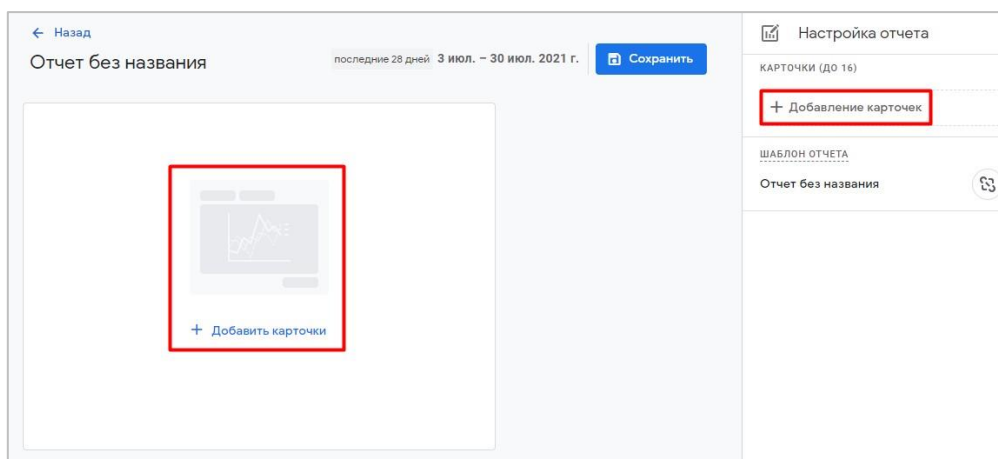 ← Назад
Отчет без названия
последние 28 дней 3 июл. – 30 июл. 2021 г.
Сохранить
+ Добавить карточки
Настройка отчета
КАРТОЧКИ (ДО 16)
+ Добавление карточек
ШАБЛОН ОТЧЕТА
Отчет без названия